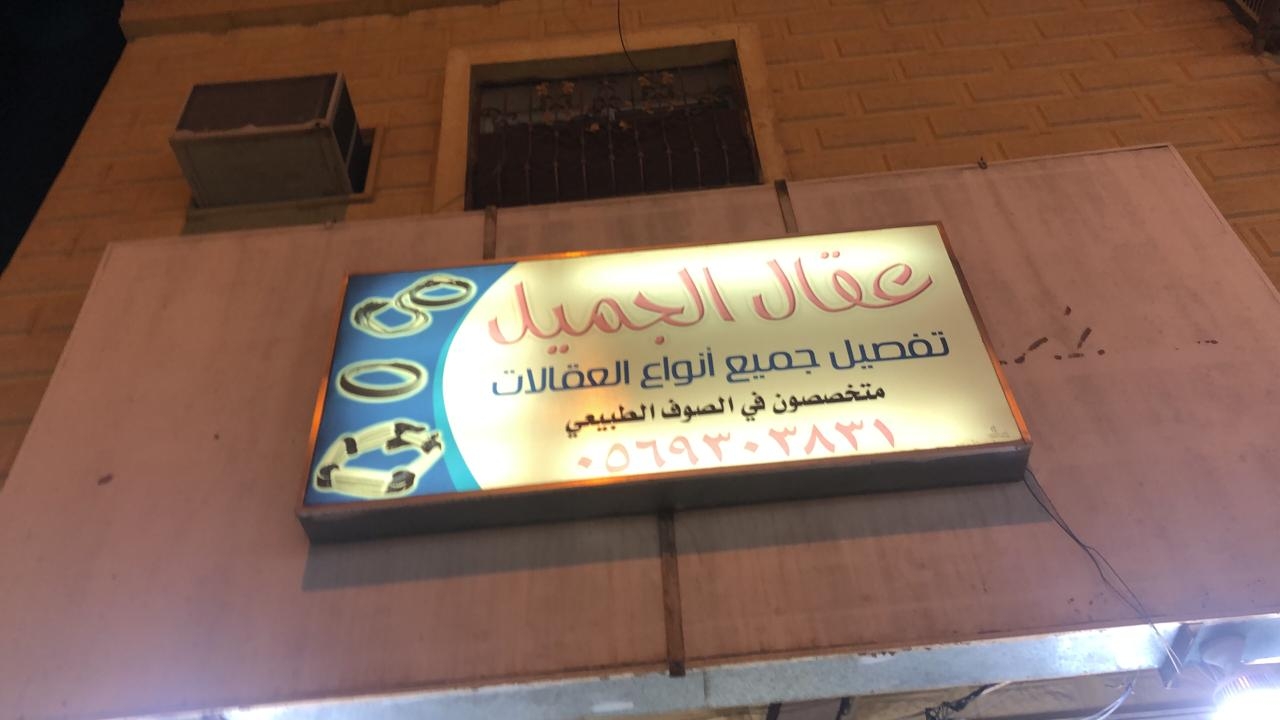 عقال الجميل
تفصيل جميع أنواع العقالات
متخصصون في الصوف الطبيعي
٠٥٦٩٣٠٣٨٣١